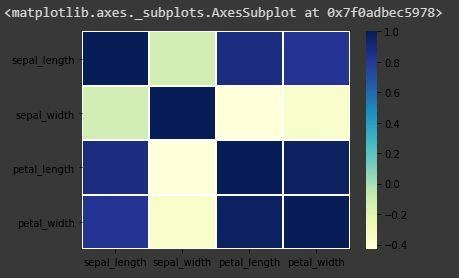 <matplotlib.axes._subplots.AxesSubplot at 0x7f0adbec5978>
1.0
sepal_length
0.8
0.6
sepal_width
0.4
0.2
petal_length
0.0
−0.2
petal_width
−0.4
sepal_length sepal_width petal_length petal_width